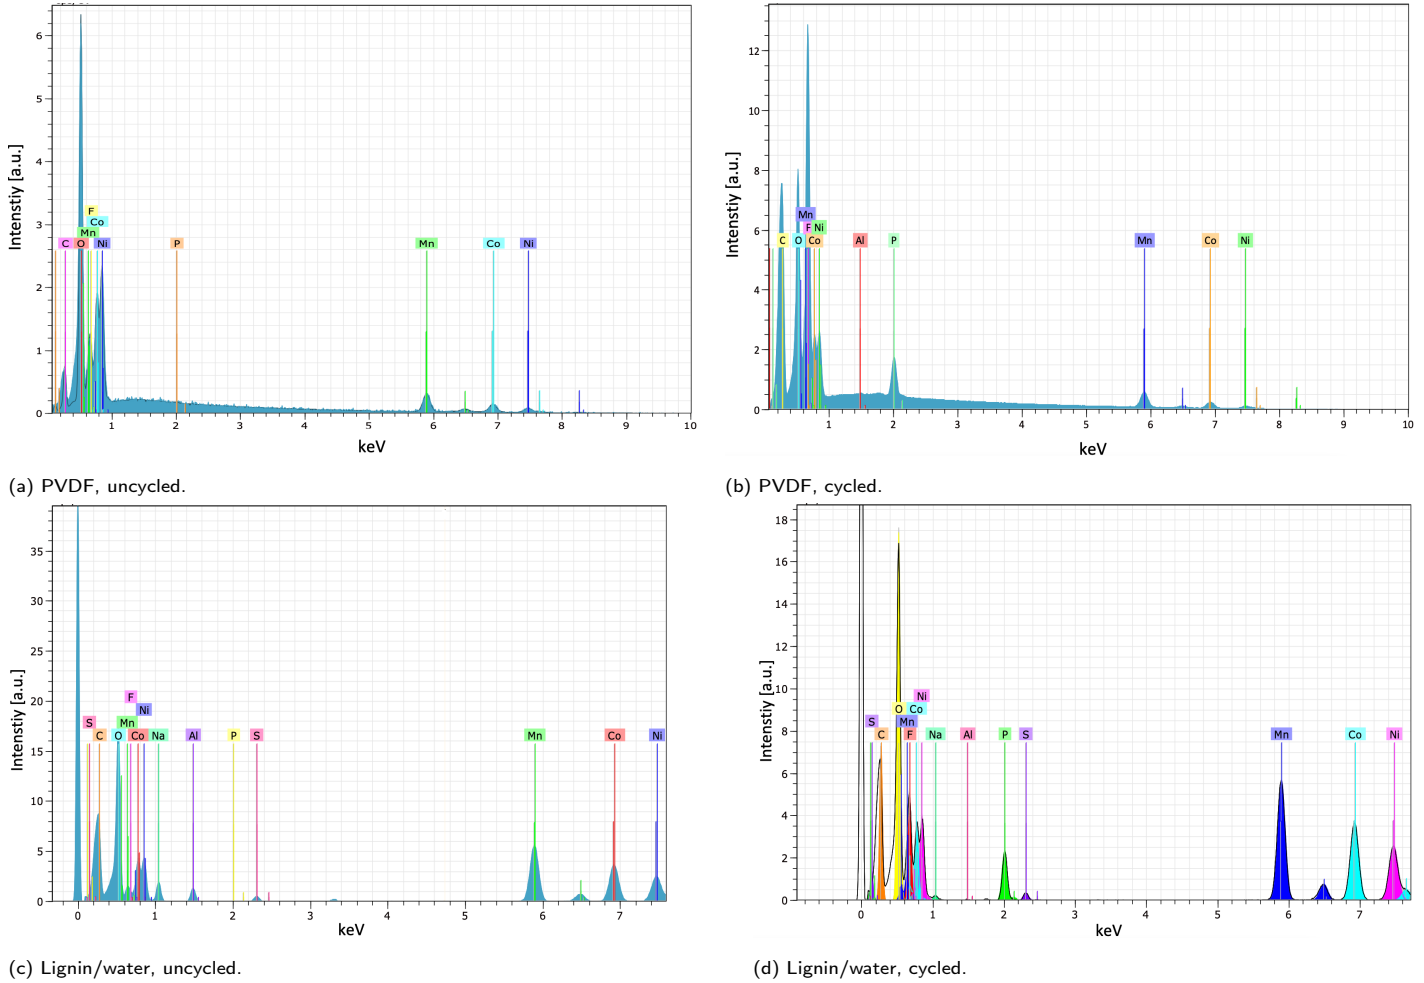 6
5
4
3
2
1
0
Intenstiy [a.u.]
F
Co
Mn
C O Ni P Mn Co Ni
1 2 3 4 5 6 7 8 9 10
keV
(a) PVDF, uncycled.
12
10
8
6
4
2
0
Intenstiy [a.u.]
Mn
F Ni
C O Co Al P Mn Co Ni
1 2 3 4 5 6 7 8 9 10
keV
(b) PVDF, cycled.
35
30
25
20
15
10
5
0
Intenstiy [a.u.]
F
Ni
S Mn
C O Co Na Al P S Mn Co Ni
0 1 2 3 4 5 6 7
keV
(c) Lignin/water, uncycled.
18
16
14
12
10
8
6
4
2
0
Intenstiy [a.u.]
Ni
O Co
S Mn
C F Na Al P S Mn Co Ni
0 1 2 3 4 5 6 7
keV
(d) Lignin/water, cycled.